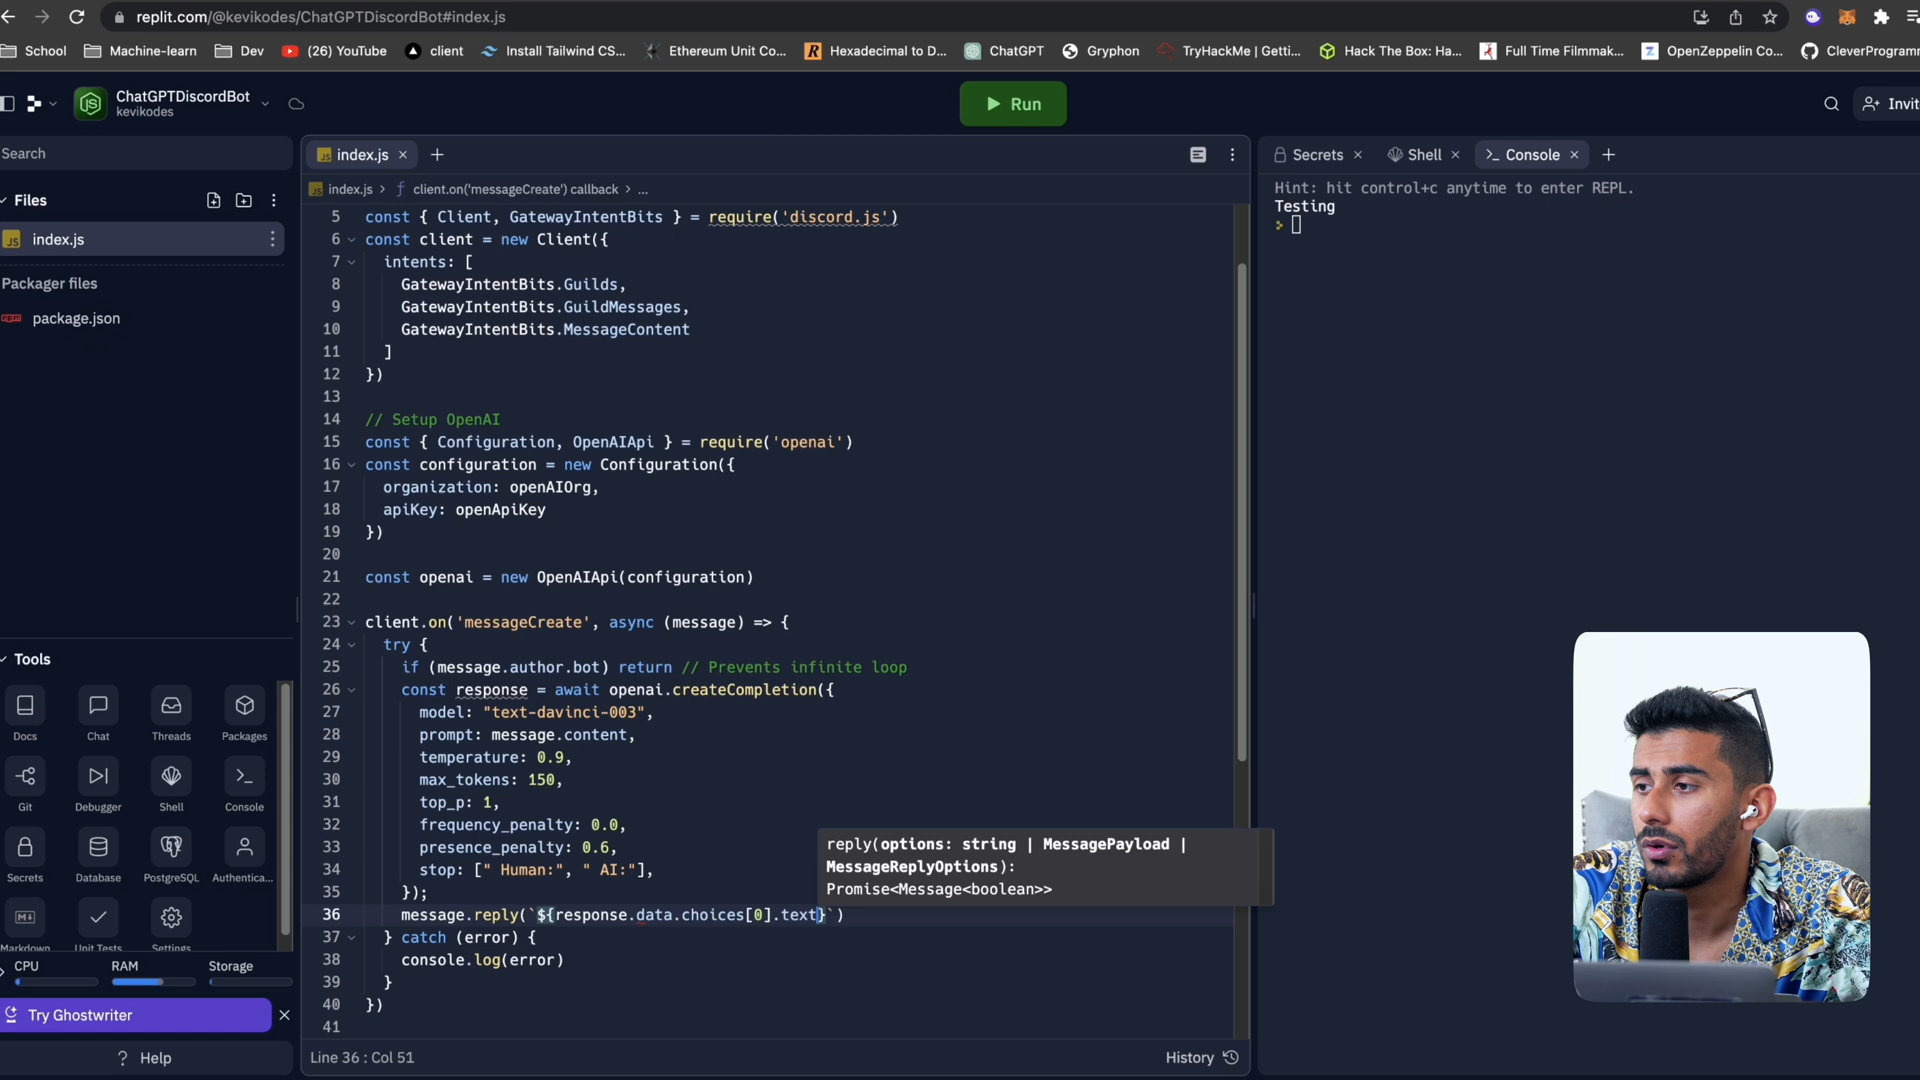 replit.com/@kevikodes/ChatGPTDiscordBot#index.js
School Machine-learn Dev (26) YouTube client Install Tailwind CS... Ethereum Unit Co... Hexadecimal to D... ChatGPT Gryphon TryHackMe | Getti... Hack The Box: Ha... Full Time Filmmak... OpenZeppelin Co... CleverProgramm
ChatGPTDiscordBot
kevikodes
Run
Invit
Search
index.js
Secrets Shell Console
index.js > client.on('messageCreate') callback > ...
Hint: hit control+c anytime to enter REPL.
Testing
Files
index.js
Packager files
package.json
5 const { Client, GatewayIntentBits } = require('discord.js')
6 const client = new Client({
7 intents: [
8 GatewayIntentBits.Guilds,
9 GatewayIntentBits.GuildMessages,
10 GatewayIntentBits.MessageContent
11 ]
12 })
13
14 // Setup OpenAI
15 const { Configuration, OpenAIApi } = require('openai')
16 const configuration = new Configuration({
17 organization: openAIOrg,
18 apiKey: openApiKey
19 })
20
21 const openai = new OpenAIApi(configuration)
22
23 client.on('messageCreate', async (message) => {
24 try {
25 if (message.author.bot) return // Prevents infinite loop
26 const response = await openai.createCompletion({
27 model: "text-davinci-003",
28 prompt: message.content,
29 temperature: 0.9,
30 max_tokens: 150,
31 top_p: 1,
32 frequency_penalty: 0.0,
33 presence_penalty: 0.6,
34 stop: [" Human:", " AI:"],
35 });
36 message.reply(`${response.data.choices[0].text}`)
37 } catch (error) {
38 console.log(error)
39 }
40 })
41
reply(options: string | MessagePayload |
MessageReplyOptions):
Promise<Message<boolean>>
Tools
Docs Chat Threads Packages
Git Debugger Shell Console
Secrets Database PostgreSQL Authentica...
Markdown Unit Tests Settings
CPU RAM Storage
Try Ghostwriter
? Help
Line 36 : Col 51
History